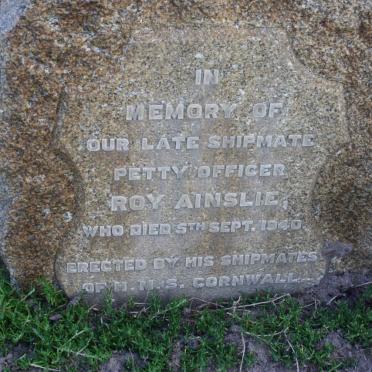 IN
MEMORY OF
OUR LATE SHIPMATE
PETTY OFFICER
ROY AINSLIE,
WHO DIED 5TH SEPT. 1940.
ERECTED BY HIS SHIPMATES
OF H.M.S. CORNWALL.